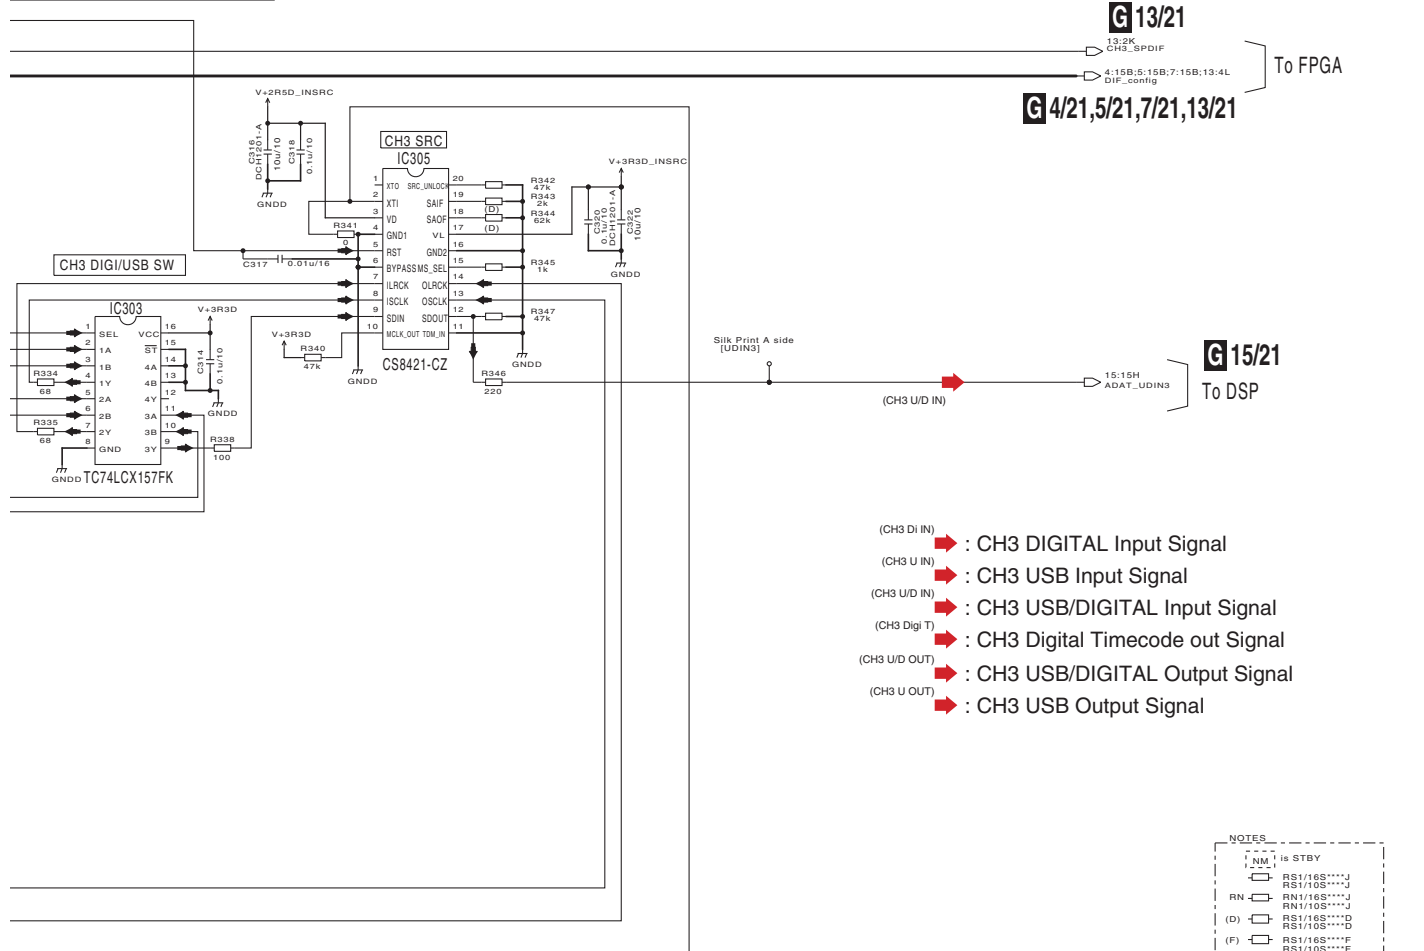 G 13/21
13:2K
CH3_SPDIF
To FPGA
4:15B;5:15B;7:15B;13:4L
DIF_config
G 4/21,5/21,7/21,13/21
V+2R5D_INSRC
C316
DCH1201-A
10u/10
C318
0.1u/10
GNDD
CH3 SRC
IC305
1 XTO
2 XTI
3 VD
4 GND1
5 RST
6 BYPASS
7 ILRCK
8 ISCLK
9 SDIN
10 MCLK_OUT
20 SRC_UNLOCK
19 SAIF
18 SAOF
17 VL
16 GND2
15 MS_SEL
14 OLRCK
13 OSCLK
12 SDOUT
11 TDM_IN
CS8421-CZ
R341
0
C317 0.01u/16
V+3R3D
R340
47k
GNDD
R342
47k
R343
2k
(D)
R344
62k
(D)
R345
1k
R347
47k
GNDD
R346
220
V+3R3D_INSRC
C320
0.1u/10
DCH1201-A
C322
10u/10
GNDD
CH3 DIGI/USB SW
IC303
1 SEL
2 1A
3 1B
4 1Y
5 2A
6 2B
7 2Y
8 GND
16 VCC
15 ST
14 4A
13 4B
12 4Y
11 3A
10 3B
9 3Y
TC74LCX157FK
V+3R3D
C314
0.1u/10
GNDD
R334
68
R335
68
GNDD
R338
100
Silk Print A side
[UDIN3]
(CH3 U/D IN)
15:15H
ADAT_UDIN3
G 15/21
To DSP
(CH3 Di IN)
: CH3 DIGITAL Input Signal
(CH3 U IN)
: CH3 USB Input Signal
(CH3 U/D IN)
: CH3 USB/DIGITAL Input Signal
(CH3 Digi T)
: CH3 Digital Timecode out Signal
(CH3 U/D OUT)
: CH3 USB/DIGITAL Output Signal
(CH3 U OUT)
: CH3 USB Output Signal
NOTES
NM is STBY
RS1/16S****J
RS1/10S****J
RN RN1/16S****J
RN1/10S****J
(D) RS1/16S****D
RS1/10S****D
(F) RS1/16S****F
RS1/10S****F